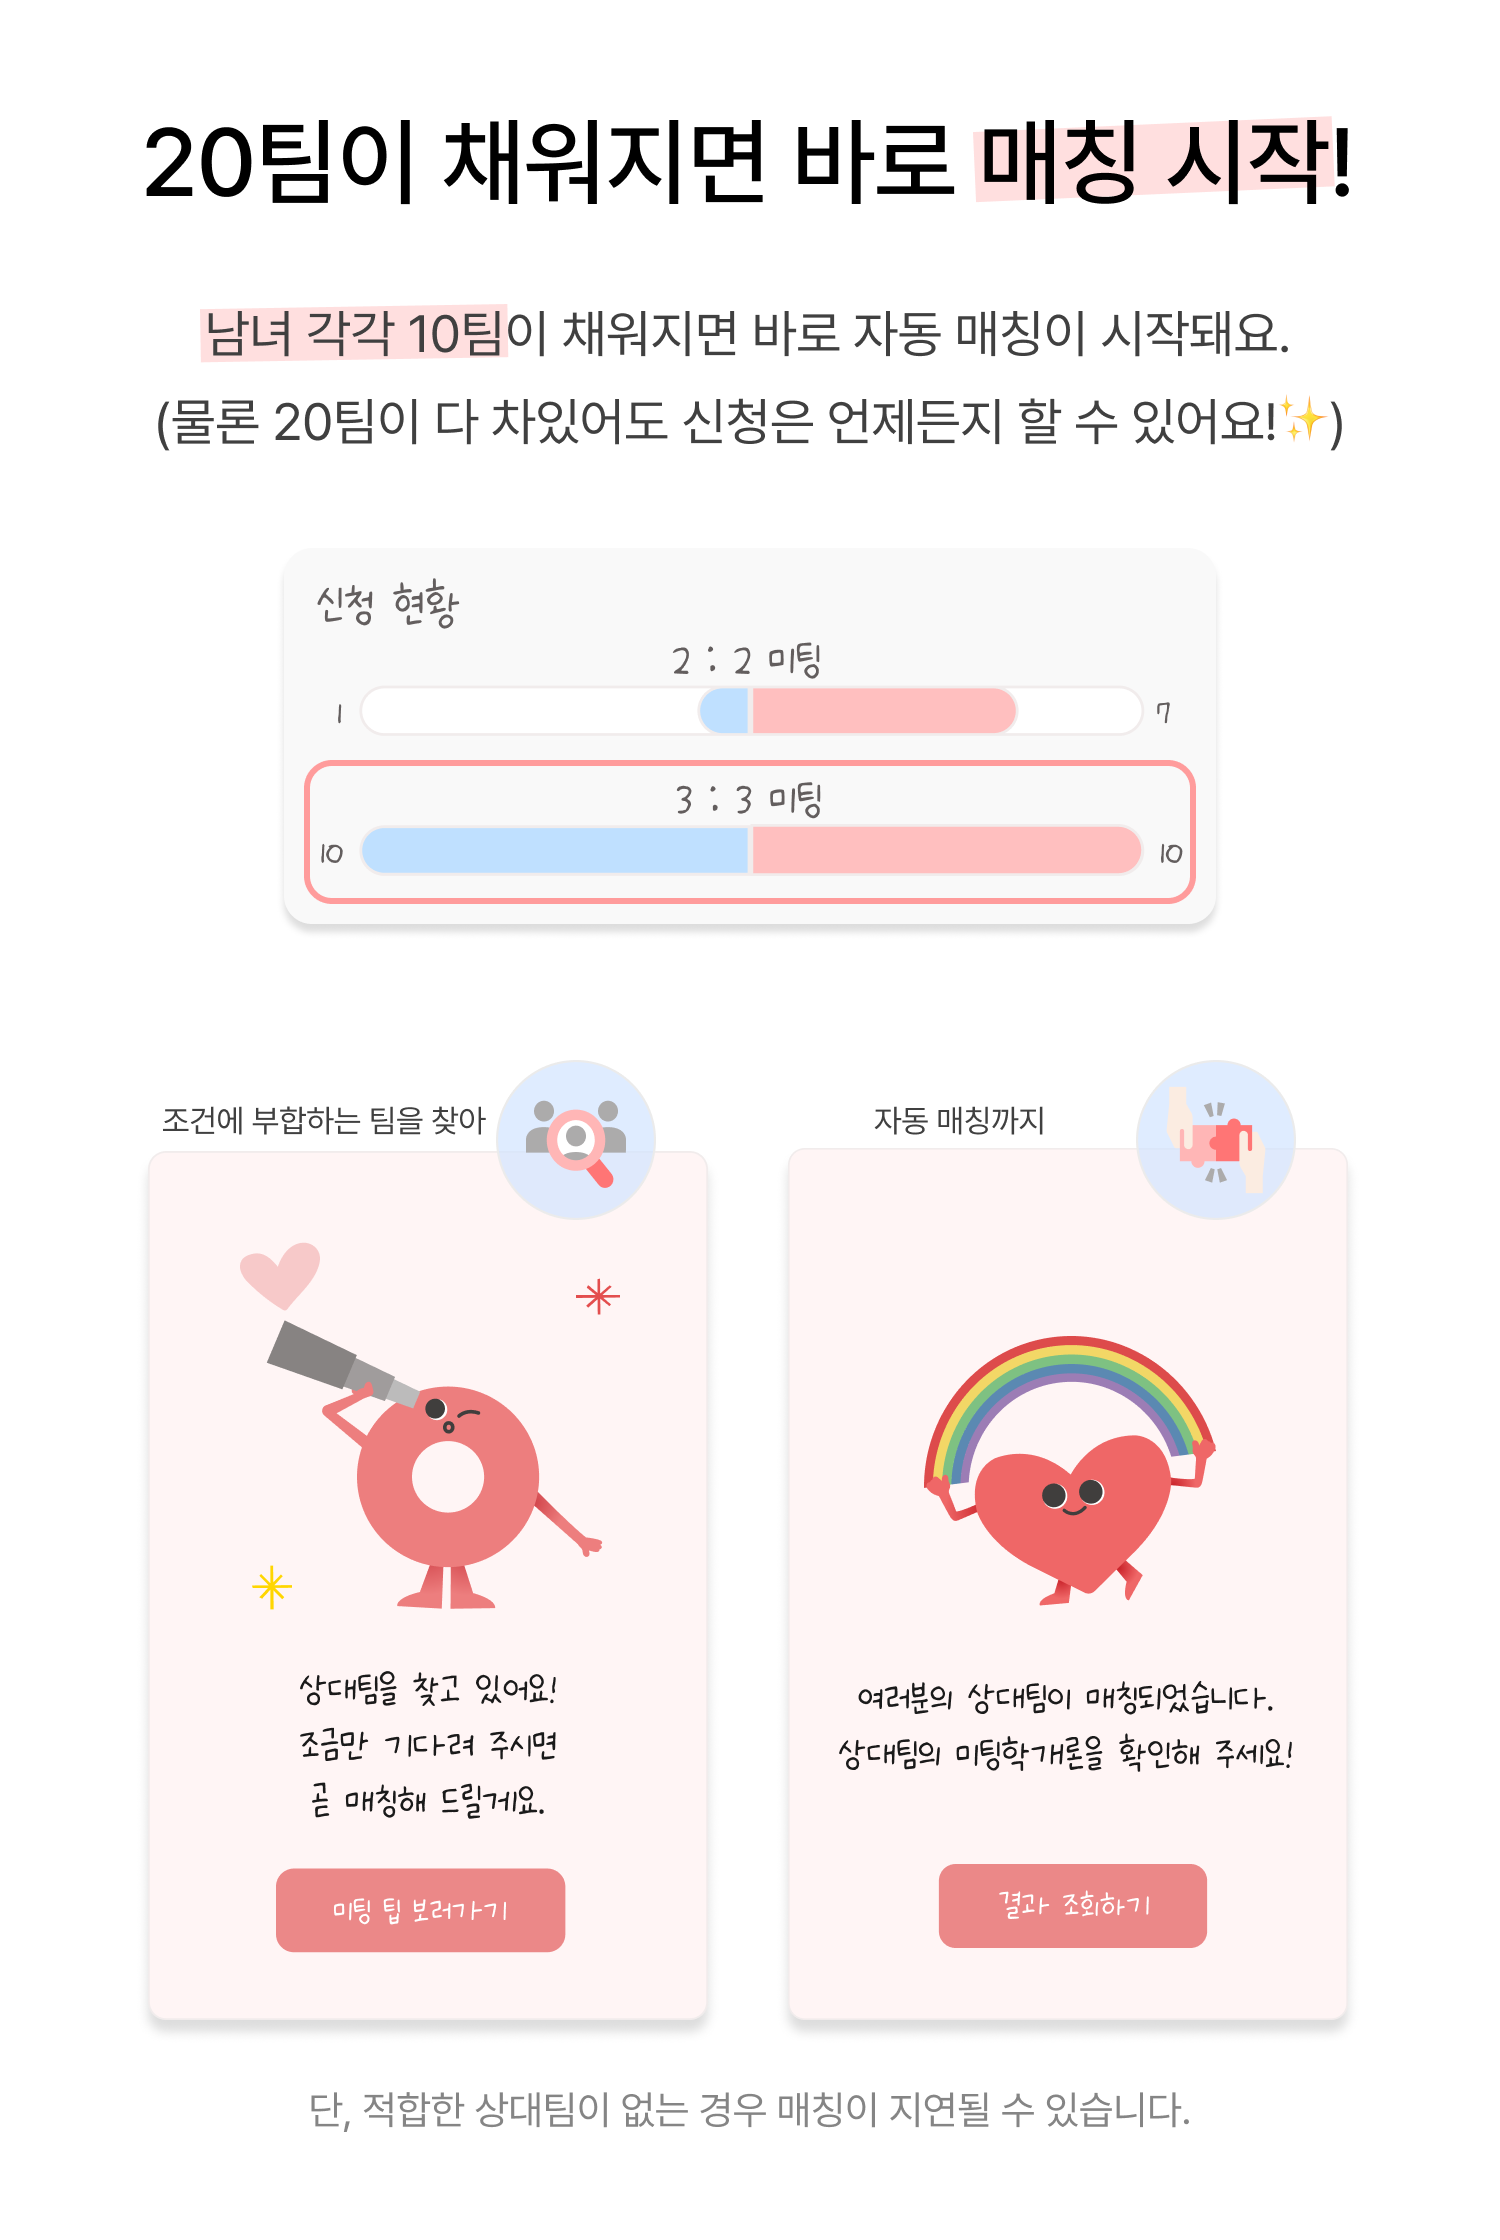 20팀이 채워지면 바로 매칭 시작!
남녀 각각 10팀이 채워지면 바로 자동 매칭이 시작돼요.
(물론 20팀이 다 차있어도 신청은 언제든지 할 수 있어요!✨)
신청 현황
2 : 2 미팅
1
7
3 : 3 미팅
10
10
조건에 부합하는 팀을 찾아
상대팀을 찾고 있어요!
조금만 기다려 주시면
곧 매칭해 드릴게요.
미팅 팁 보러가기
자동 매칭까지
여러분의 상대팀이 매칭되었습니다.
상대팀의 미팅학개론을 확인해 주세요!
결과 조회하기
단, 적합한 상대팀이 없는 경우 매칭이 지연될 수 있습니다.